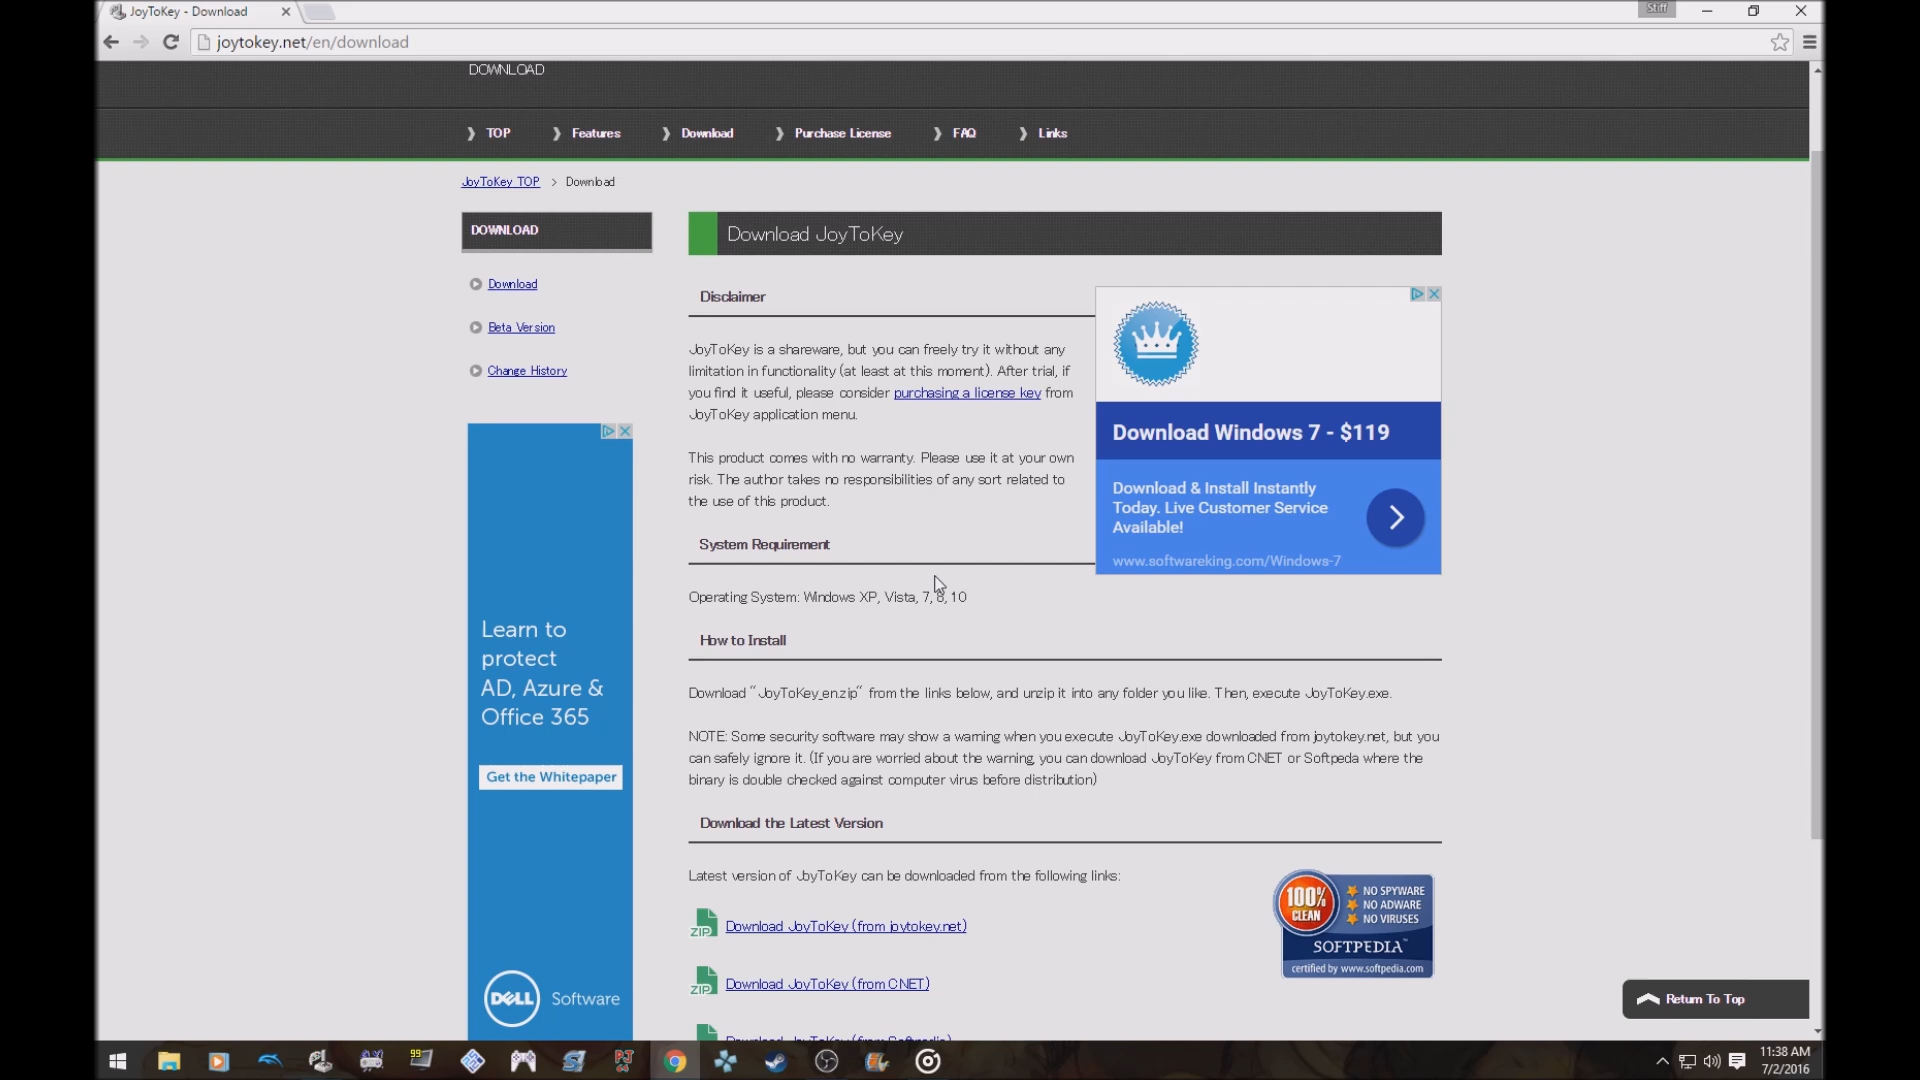 JoyToKey - Download
Stiff
joytokey.net/en/download
DOWNLOAD
TOP
Features
Download
Purchase License
FAQ
Links
JoyToKey TOP > Download
DOWNLOAD
Download
Beta Version
Change History
Learn to
protect
AD, Azure &
Office 365
Get the Whitepaper
DELL Software
Download JoyToKey
Disclaimer
JoyToKey is a shareware, but you can freely try it without any
limitation in functionality (at least at this moment). After trial, if
you find it useful, please consider purchasing a license key from
JoyToKey application menu.
This product comes with no warranty. Please use it at your own
risk. The author takes no responsibilities of any sort related to
the use of this product.
Download Windows 7 - $119
Download & Install Instantly
Today. Live Customer Service
Available!
www.softwareking.com/Windows-7
System Requirement
Operating System: Windows XP, Vista, 7, 8, 10
How to Install
Download "JoyToKey_en.zip" from the links below, and unzip it into any folder you like. Then, execute JoyToKey.exe.
NOTE: Some security software may show a warning when you execute JoyToKey.exe downloaded from joytokey.net, but you
can safely ignore it. (If you are worried about the warning, you can download JoyToKey from CNET or Softpeda where the
binary is double checked against computer virus before distribution)
Download the Latest Version
Latest version of JoyToKey can be downloaded from the following links:
ZIP Download JoyToKey (from joytokey.net)
ZIP Download JoyToKey (from CNET)
Download JoyToKey (from Softpedia)
100%
CLEAN
NO SPYWARE
NO ADWARE
NO VIRUSES
SOFTPEDIA
certified by www.softpedia.com
Return To Top
99
11:38 AM
7/2/2016